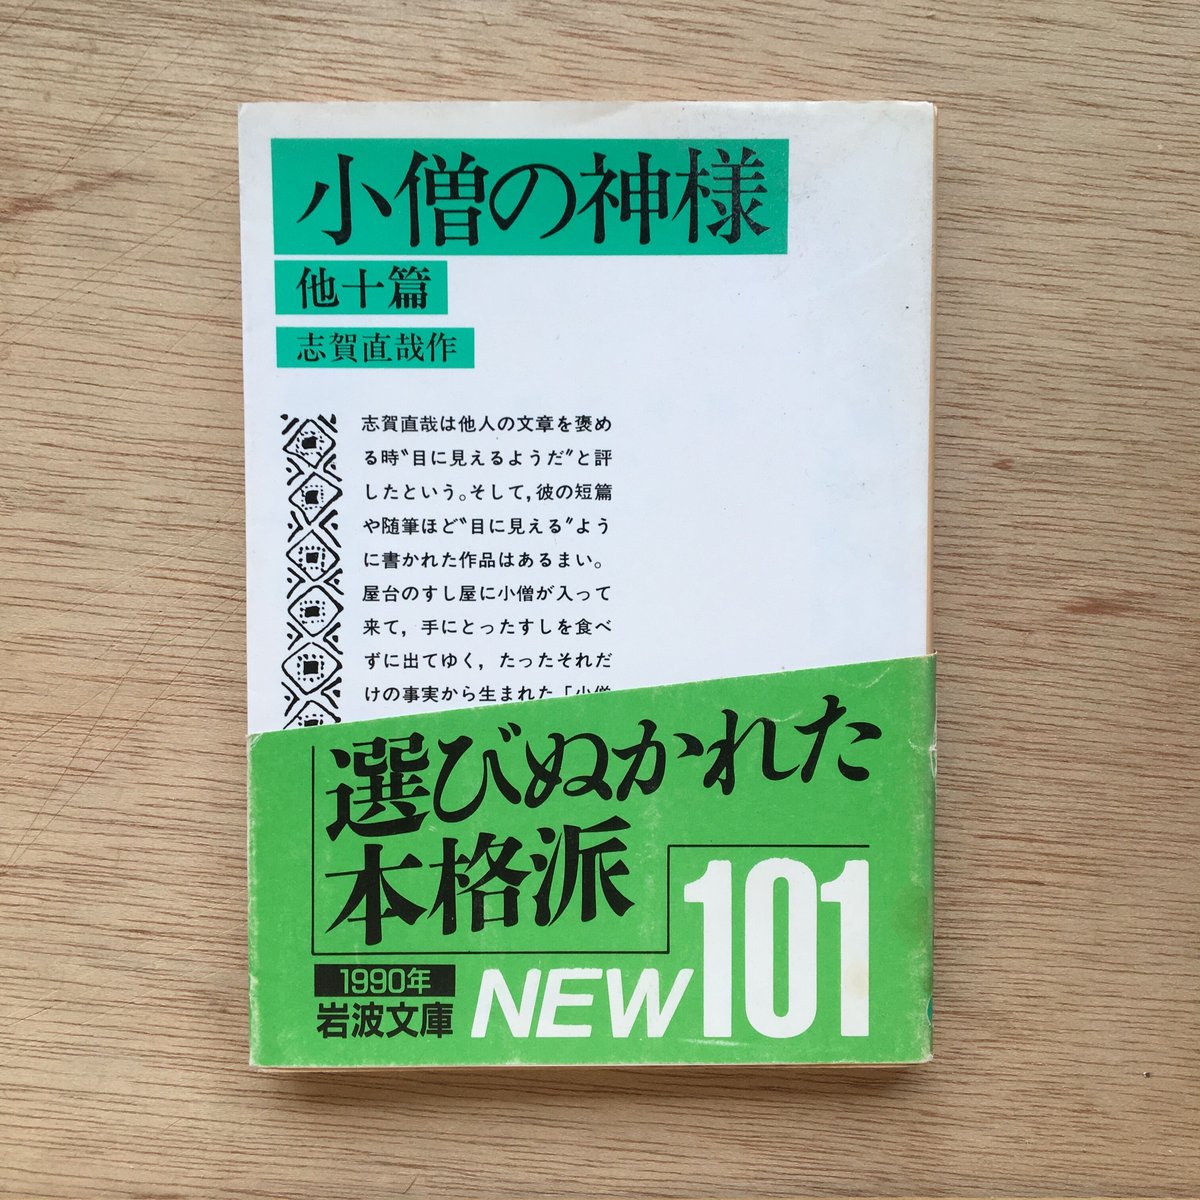 小僧の神様
他十篇
志賀直哉作
志賀直哉は他人の文章を褒め
る時〝目に見えるようだ〟と評
したという。そして，彼の短篇
や随筆ほど〝目に見える〟よう
に書かれた作品はあるまい。
屋台のすし屋に小僧が入って
来て，手にとったすしを食べ
ずに出てゆく，たったそれだ
けの事実から生まれた「小僧
選びぬかれた
本格派
1990年
岩波文庫
NEW101